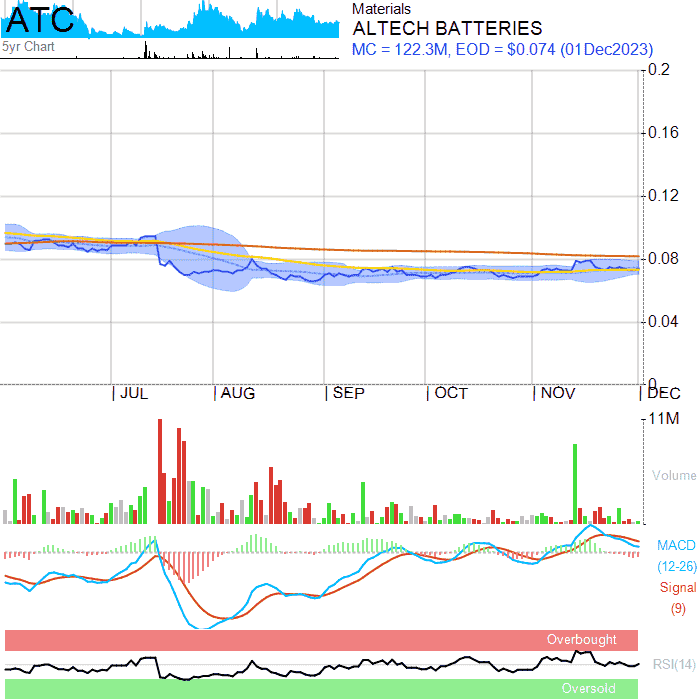 ATC
5yr Chart
Materials
ALTECH BATTERIES
MC = 122.3M, EOD = $0.074 (01Dec2023)
0.2
0.16
0.12
0.08
0.04
0
JUL AUG SEP OCT NOV DEC
11M
Volume
MACD
(12-26)
Signal
(9)
Overbought
RSI(14)
Oversold